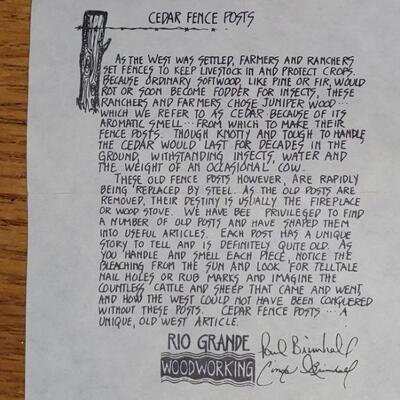 CEDAR FENCE POSTS
AS THE WEST WAS SETTLED, FARMERS AND RANCHERS
SET FENCES TO KEEP LIVESTOCK IN AND PROTECT CROPS.
BECAUSE ORDINARY SOFTWOOD, LIKE PINE OR FIR, WOULD
ROT OR SOON BECOME FODDER FOR INSECTS, THESE
RANCHERS AND FARMERS CHOSE JUNIPER WOOD...
WHICH WE REFER TO AS CEDAR BECAUSE OF ITS
AROMATIC SMELL... FROM WHICH TO MAKE THEIR
FENCE POSTS. THOUGH KNOTTY AND TOUGH TO HANDLE,
THE CEDAR WOULD LAST FOR DECADES IN THE
GROUND, WITHSTANDING INSECTS, WATER AND
THE WEIGHT OF AN OCCASIONAL COW.
THESE OLD FENCE POSTS HOWEVER, ARE RAPIDLY
BEING REPLACED BY STEEL. AS THE OLD POSTS ARE
REMOVED, THEIR DESTINY IS USUALLY THE FIREPLACE
OR WOOD STOVE. WE HAVE BEE PRIVILEGED TO FIND
A NUMBER OF OLD POSTS AND HAVE SHAPED THEM
INTO USEFUL ARTICLES. EACH POST HAS A UNIQUE
STORY TO TELL AND IS DEFINITELY QUITE OLD. AS
YOU HANDLE AND SMELL EACH PIECE, NOTICE THE
BLEACHING FROM THE SUN AND LOOK FOR TELLTALE
NAIL HOLES OR RUB MARKS AND IMAGINE THE
COUNTLESS CATTLE AND SHEEP THAT CAME AND WENT,
AND HOW THE WEST COULD NOT HAVE BEEN CONQUERED
WITHOUT THESE POSTS. CEDAR FENCE POSTS... A
UNIQUE, OLD WEST ARTICLE.
RIO GRANDE
WOODWORKING
Paul Brimhall
Brimhall